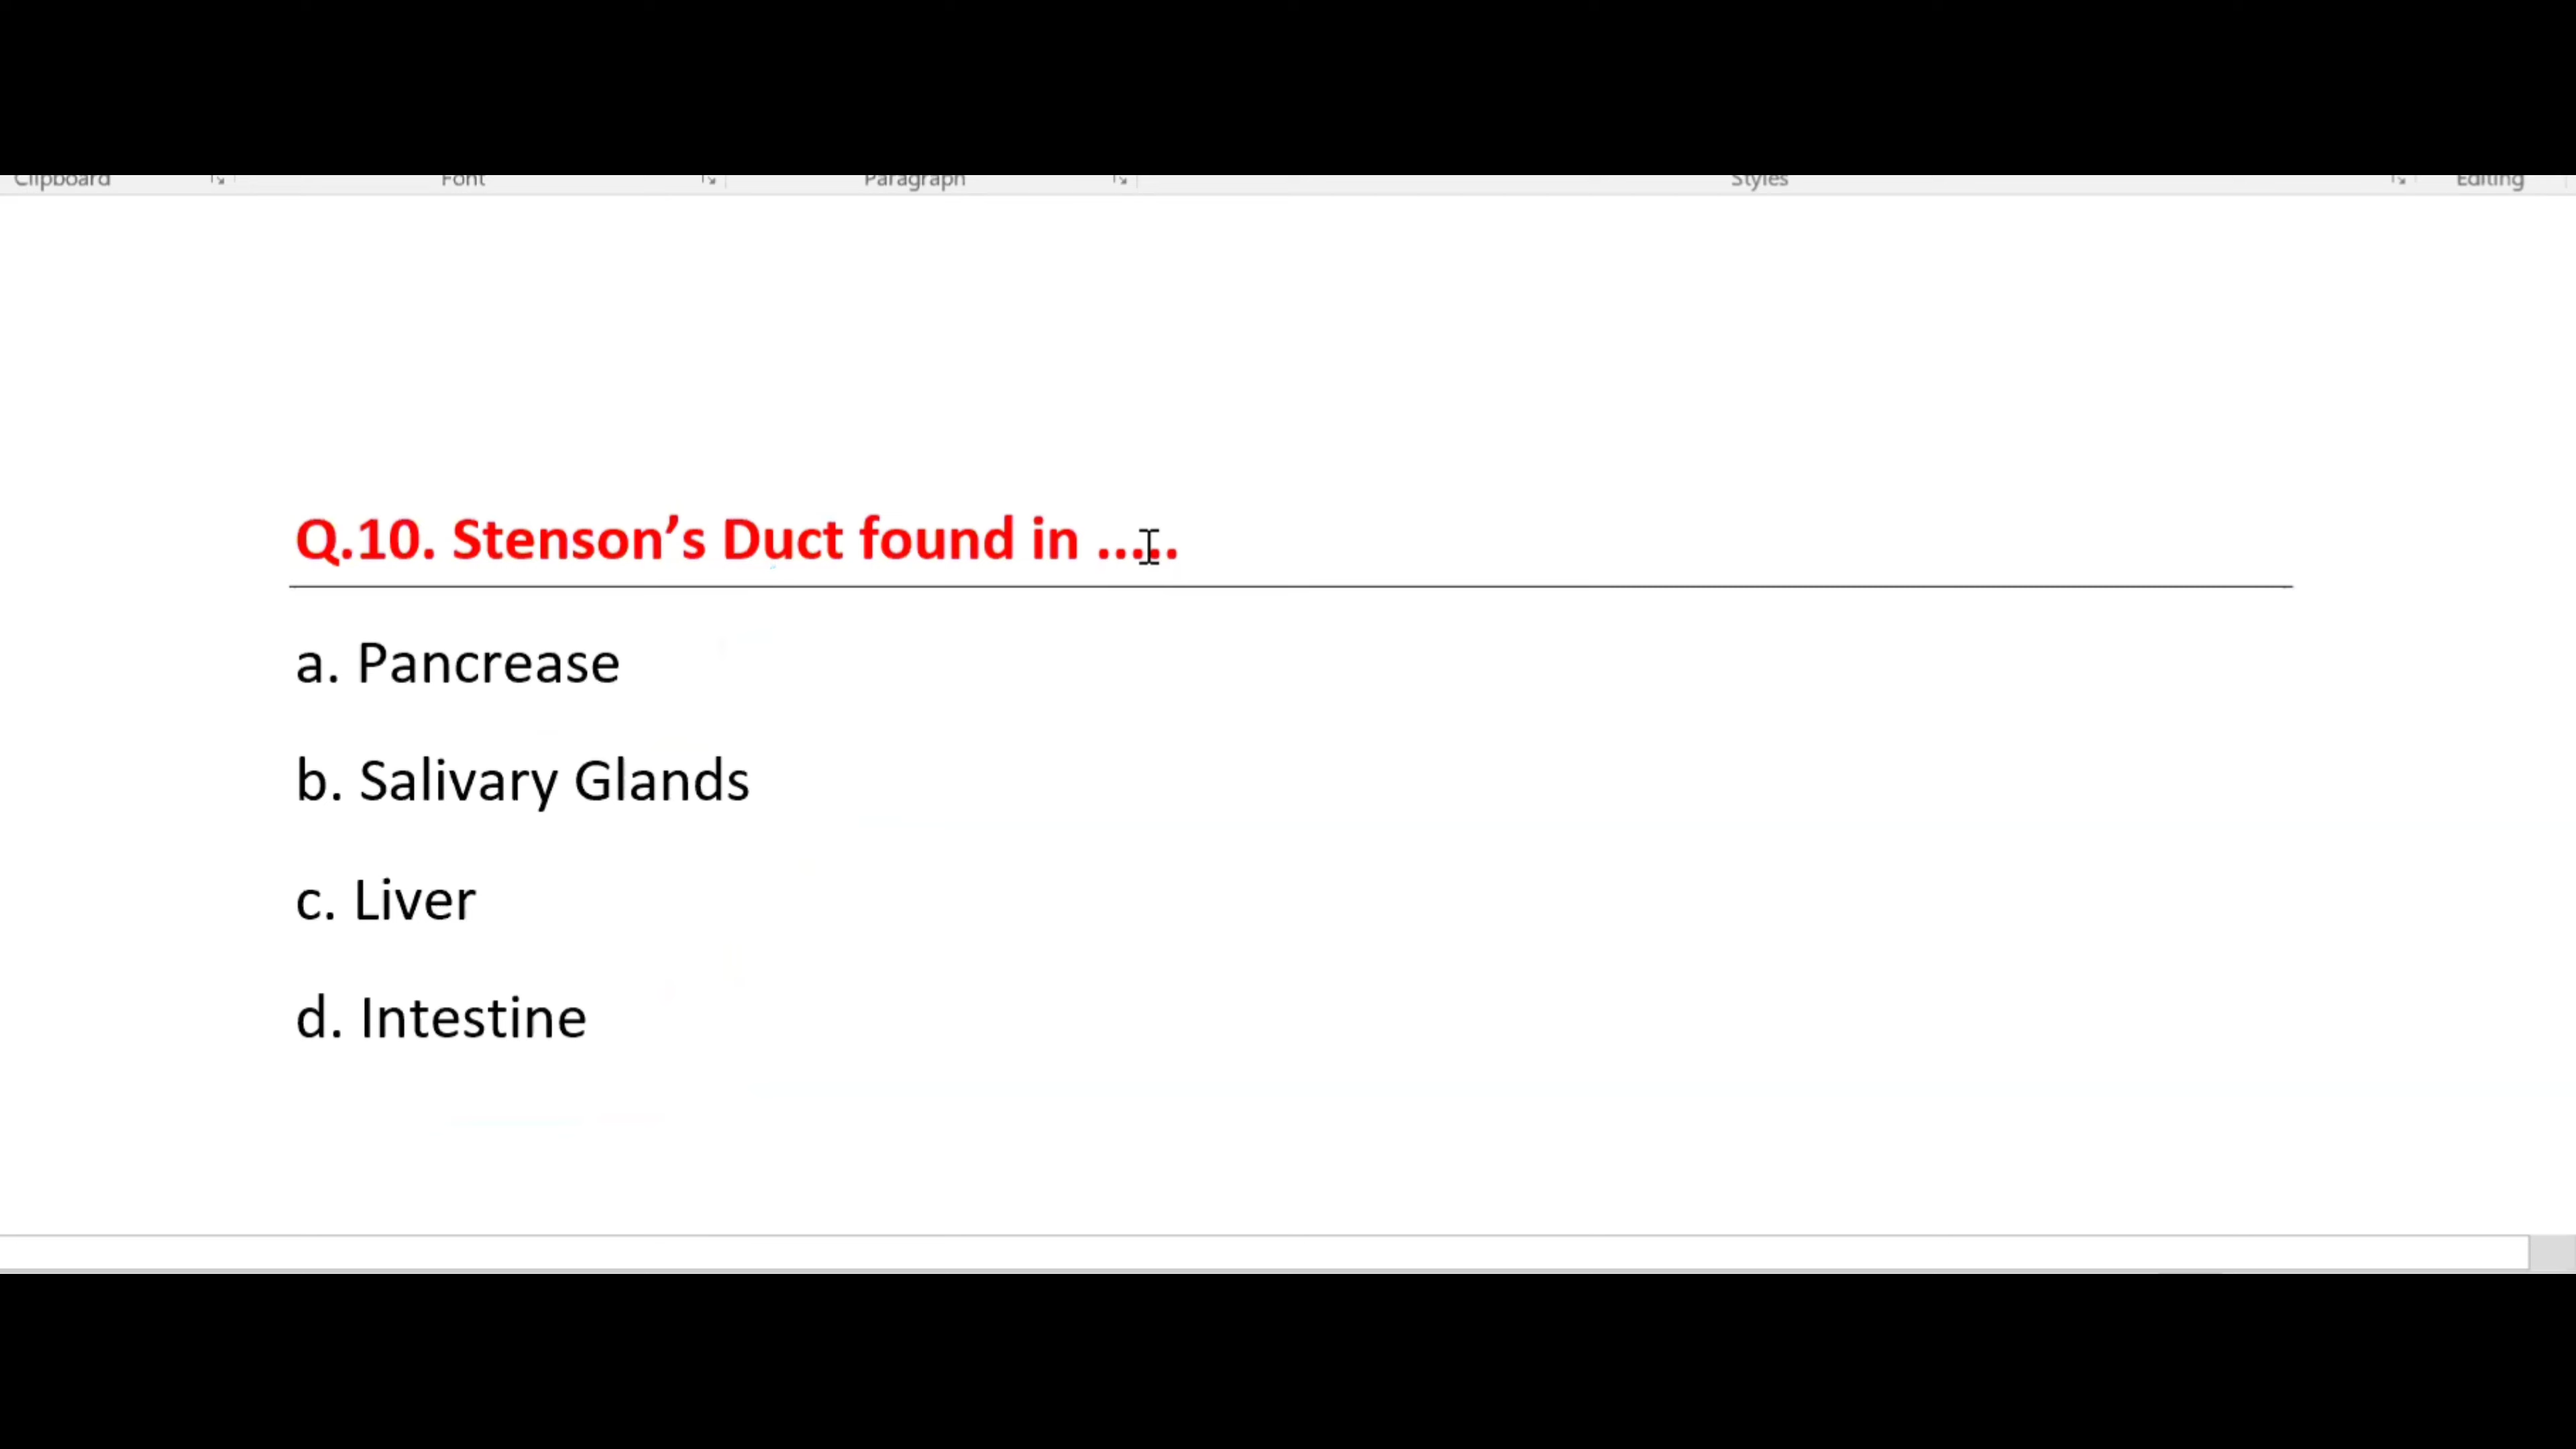 Clipboard Font Paragraph Styles Editing
Q.10. Stenson’s Duct found in .....
a. Pancrease
b. Salivary Glands
c. Liver
d. Intestine